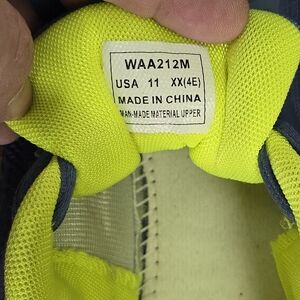 WAA212M
USA 11 XX(4E)
MADE IN CHINA
MAN-MADE MATERIAL UPPER